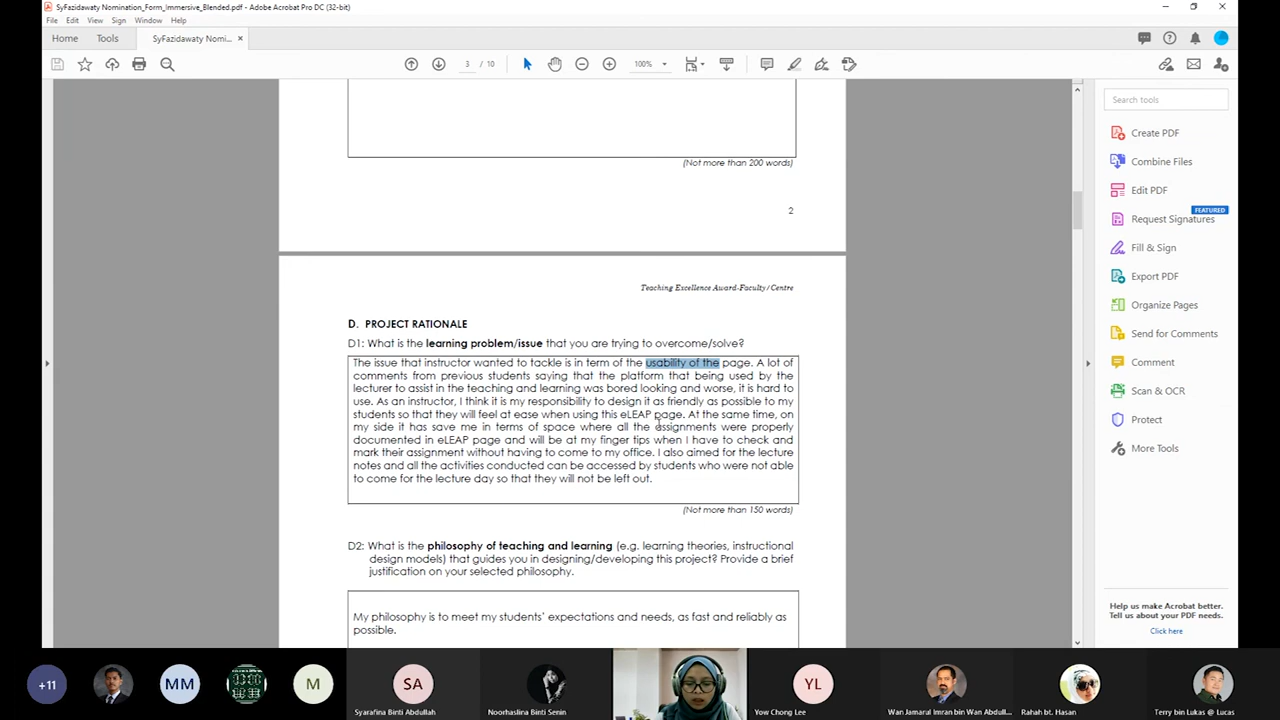 SyFazidawaty Nomination_Form_Immersive_Blended.pdf - Adobe Acrobat Pro DC (32-bit)
File Edit View Sign Window Help
Home Tools SyFazidawaty Nomi... ×
3 / 10 100%
(Not more than 200 words)
2
Teaching Excellence Award-Faculty/Centre
D. PROJECT RATIONALE
D1: What is the learning problem/issue that you are trying to overcome/solve?
The issue that instructor wanted to tackle is in term of the usability of the page. A lot of
comments from previous students saying that the platform that being used by the
lecturer to assist in the teaching and learning was bored looking and worse, it is hard to
use. As an instructor, I think it is my responsibility to design it as friendly as possible to my
students so that they will feel at ease when using this eLEAP page. At the same time, on
my side it has save me in terms of space where all the assignments were properly
documented in eLEAP page and will be at my finger tips when I have to check and
mark their assignment without having to come to my office. I also aimed for the lecture
notes and all the activities conducted can be accessed by students who were not able
to come for the lecture day so that they will not be left out.
(Not more than 150 words)
D2: What is the philosophy of teaching and learning (e.g. learning theories, instructional
design models) that guides you in designing/developing this project? Provide a brief
justification on your selected philosophy.
My philosophy is to meet my students' expectations and needs, as fast and reliably as
possible.
Search tools
Create PDF
Combine Files
Edit PDF
FEATURED
Request Signatures
Fill & Sign
Export PDF
Organize Pages
Send for Comments
Comment
Scan & OCR
Protect
More Tools
Help us make Acrobat better.
Tell us about your PDF needs.
Click here
+11 MM M SA YL
Syarafina Binti Abdullah Noorhaslina Binti Senin Yow Chong Lee Wan Jamarul Imran bin Wan Abdull... Rahah bt. Hasan Terry bin Lukas @ Lucas